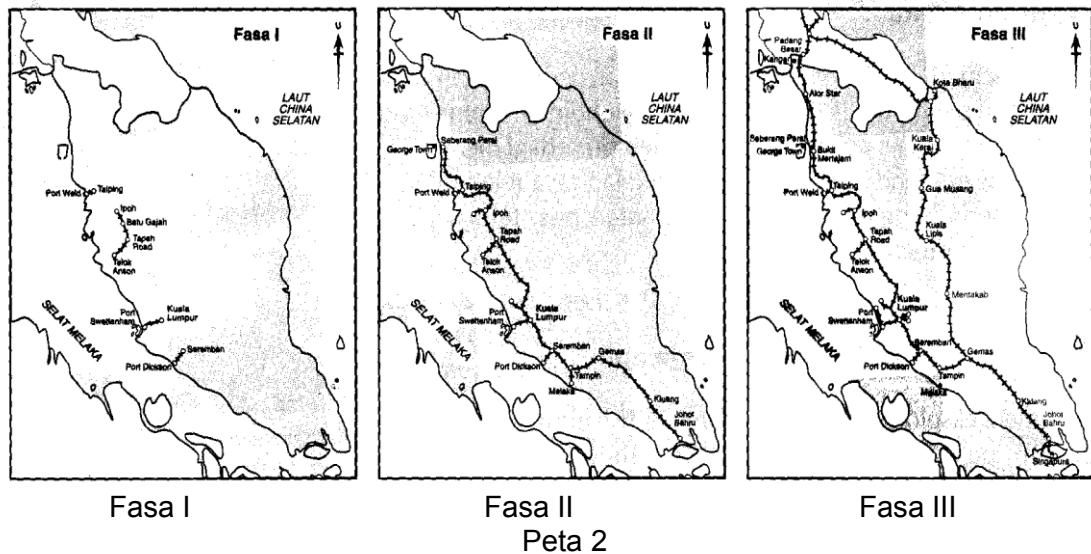 Fasa I
U
LAUT
CHINA
SELATAN
Port Weld
Taiping
Ipoh
Batu Gajah
Tapah
Road
Telok
Anson
Port
Swettenham
Kuala
Lumpur
SELAT MELAKA
Seremban
Port Dickson
Fasa II
U
LAUT
CHINA
SELATAN
Seberang Perai
George Town
Port Weld
Taiping
Ipoh
Tapah
Road
Telok
Anson
Port
Swettenham
Kuala
Lumpur
SELAT MELAKA
Seremban
Port Dickson
Gemas
Tampin
Melaka
Kluang
Johor
Bahru
Fasa III
U
Padang
Besar
Kangar
Kota Bharu
Alor Star
LAUT
CHINA
SELATAN
Seberang Perai
George Town
Bukit
Mertajam
Kuala
Kerai
Port Weld
Taiping
Gua Musang
Ipoh
Tapah
Road
Kuala
Lipis
Telok
Anson
Mentakab
Port
Swettenham
Kuala
Lumpur
SELAT MELAKA
Seremban
Port Dickson
Gemas
Tampin
Melaka
Kluang
Johor
Bahru
Singapura
Fasa I
Fasa II
Fasa III
Peta 2